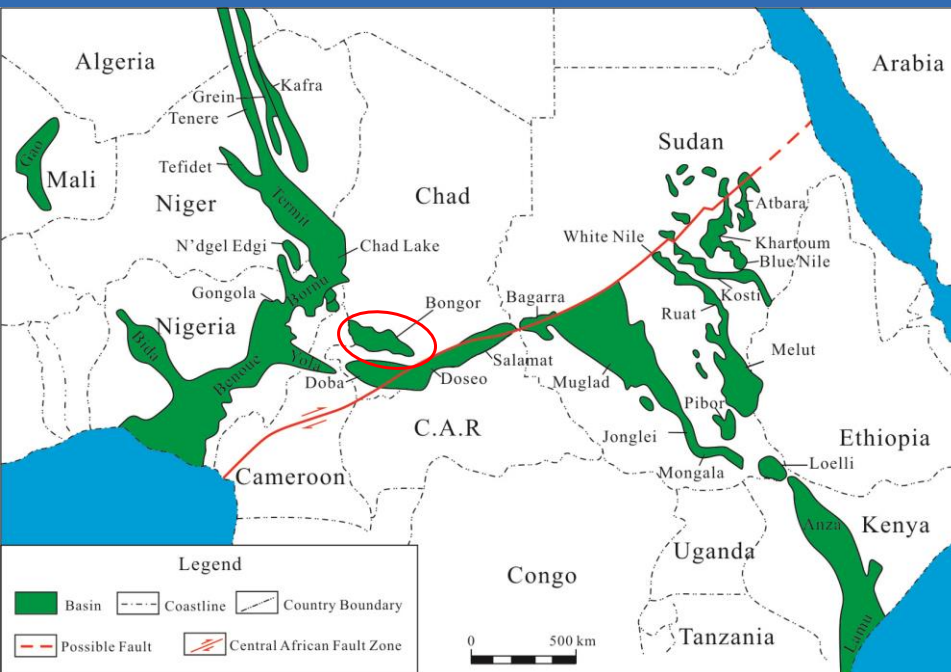 Algeria
Arabia
Kafra
Grein
Tenere
Sudan
Gao
Mali
Tefidet
Chad
Niger
Termit
Atbara
N'dgel Edgi
Chad Lake
White Nile
Khartoum
Blue Nile
Gongola
Bornu
Bongor
Bagarra
Kosti
Nigeria
Ruat
Bida
Benoue
Yola
Doba
Doseo
Salamat
Muglad
Melut
C.A.R
Pibor
Jonglei
Ethiopia
Cameroon
Mongala
Loelli
Anza
Kenya
Uganda
Congo
Tanzania
Lamu
Legend
Basin
Coastline
Country Boundary
Possible Fault
Central African Fault Zone
0 500 km